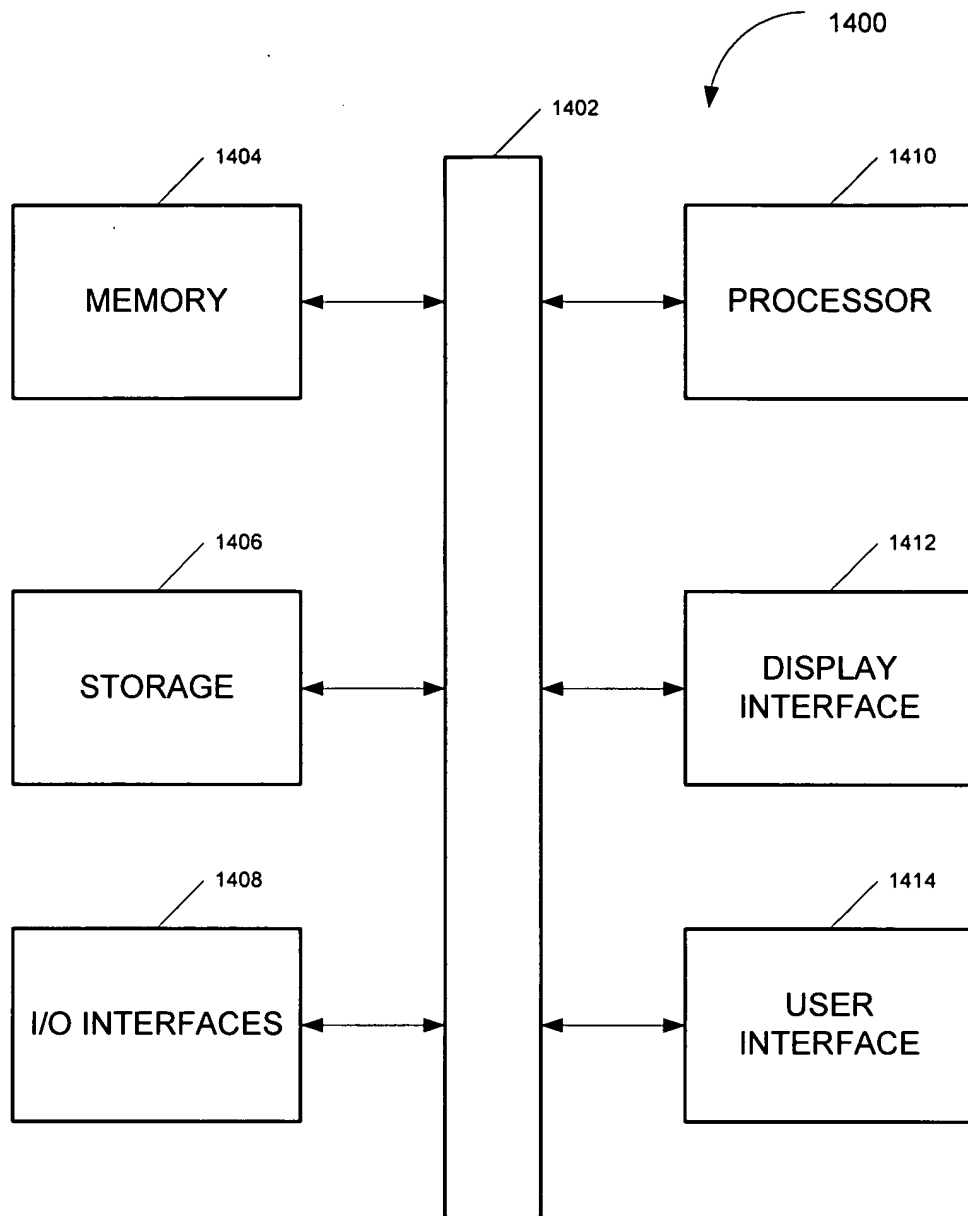 1400
1402
1404
1410
MEMORY
PROCESSOR
1406
1412
STORAGE
DISPLAY
INTERFACE
1408
1414
I/O INTERFACES
USER
INTERFACE